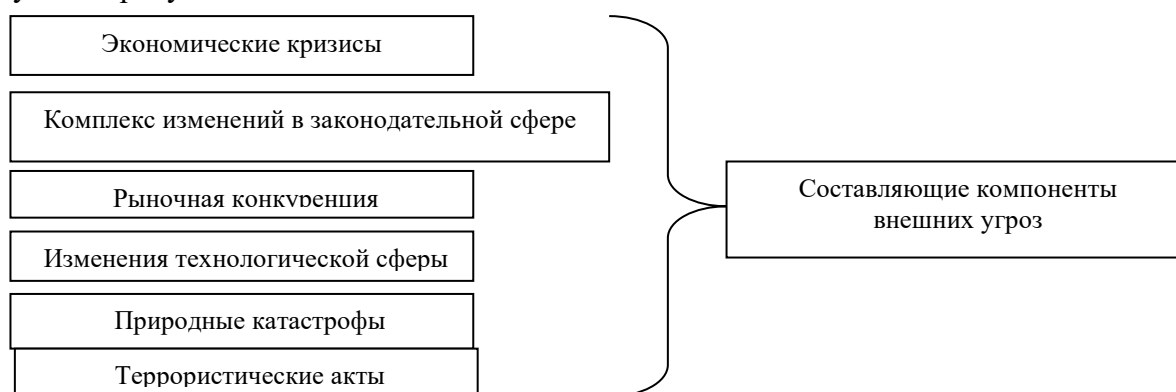 Экономические кризисы
Комплекс изменений в законодательной сфере
Рыночная конкуренция
Изменения технологической сферы
Природные катастрофы
Террористические акты
Составляющие компоненты
внешних угроз